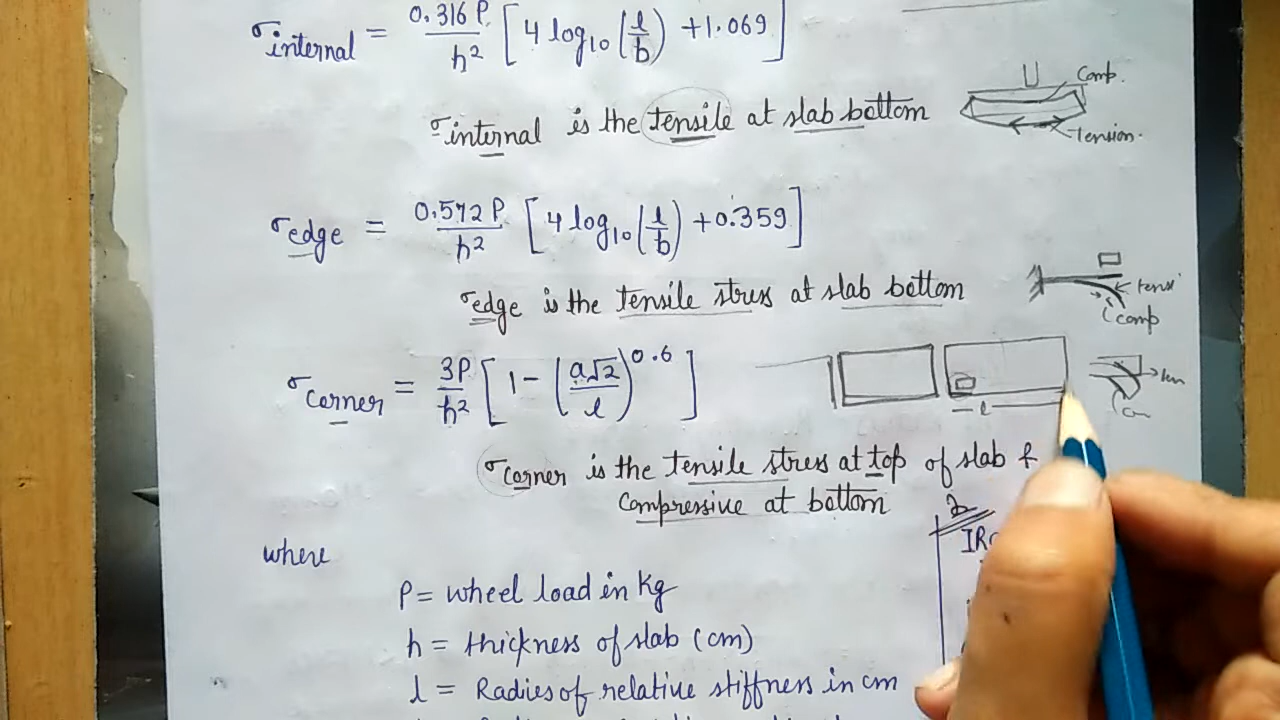 σinternal = 0.316 P / h² [4 log10 (l/b) + 1.069]
Comp.
σinternal is the tensile at slab bottom
Tension.
σedge = 0.572 P / h² [4 log10 (l/b) + 0.359]
σedge is the tensile stress at slab bottom
tensi
comp
σcorner = 3P / h² [1 - (a√2 / l)^0.6]
l
σcorner is the tensile stress at top of slab &
compressive at bottom
where
P = wheel load in Kg
h = thickness of slab (cm)
l = Radies of relative stiffness in cm